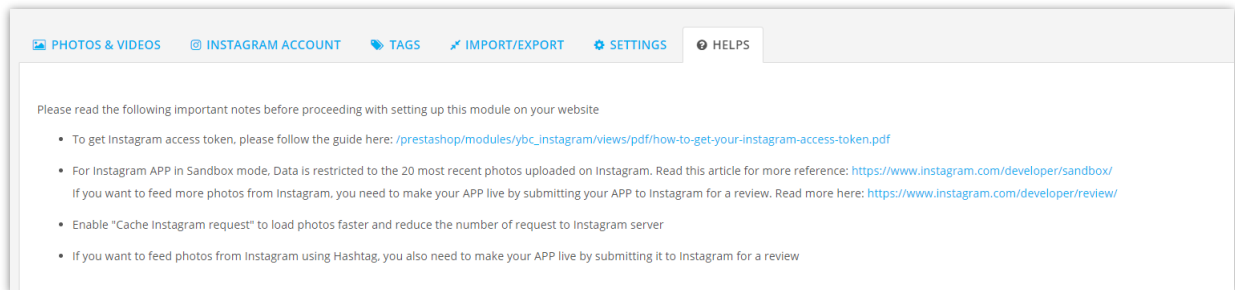 PHOTOS & VIDEOS INSTAGRAM ACCOUNT TAGS IMPORT/EXPORT SETTINGS HELPS
Please read the following important notes before proceeding with setting up this module on your website
• To get Instagram access token, please follow the guide here: /prestashop/modules/ybc_instagram/views/pdf/how-to-get-your-instagram-access-token.pdf
• For Instagram APP in Sandbox mode, Data is restricted to the 20 most recent photos uploaded on Instagram. Read this article for more reference: https://www.instagram.com/developer/sandbox/
If you want to feed more photos from Instagram, you need to make your APP live by submitting your APP to Instagram for a review. Read more here: https://www.instagram.com/developer/review/
• Enable "Cache Instagram request" to load photos faster and reduce the number of request to Instagram server
• If you want to feed photos from Instagram using Hashtag, you also need to make your APP live by submitting it to Instagram for a review